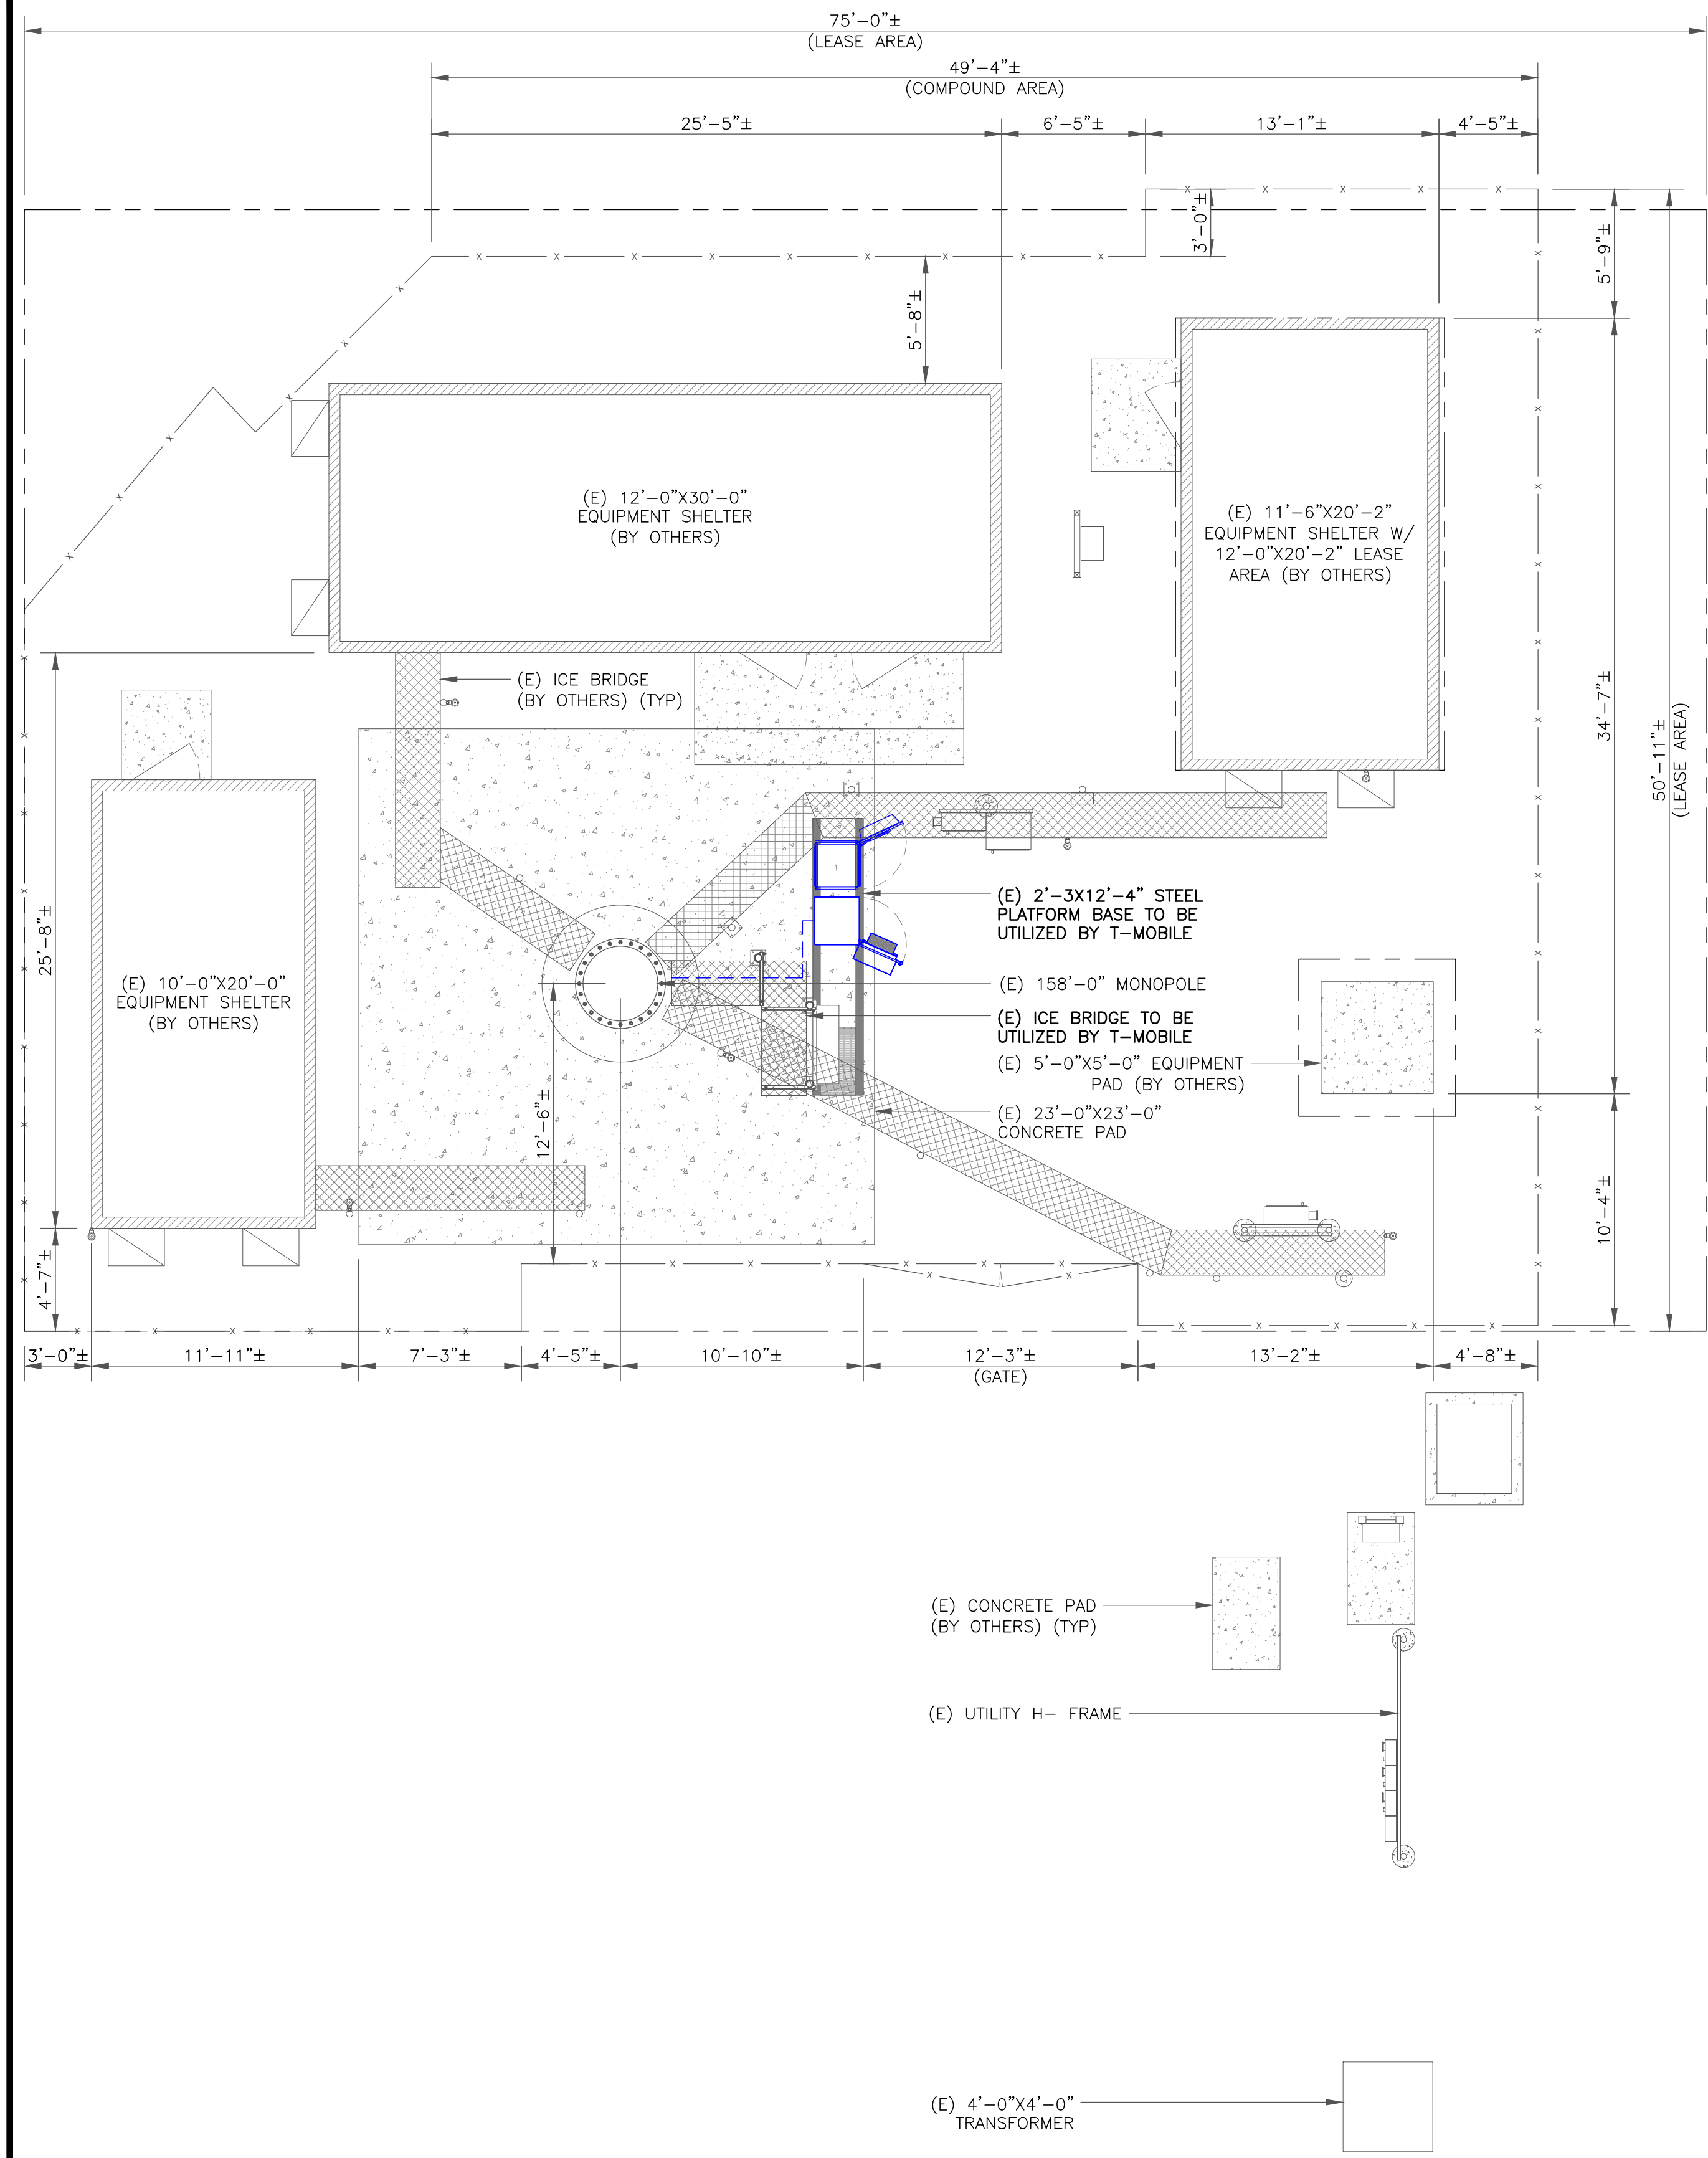 75'-0"±
(LEASE AREA)
49'-4"±
(COMPOUND AREA)
25'-5"±
6'-5"±
13'-1"±
4'-5"±
3'-0"±
5'-9"±
5'-8"±
(E) 12'-0"X30'-0"
EQUIPMENT SHELTER
(BY OTHERS)
(E) 11'-6"X20'-2"
EQUIPMENT SHELTER W/
12'-0"X20'-2" LEASE
AREA (BY OTHERS)
(E) ICE BRIDGE
(BY OTHERS) (TYP)
34'-7"±
50'-11"±
(LEASE AREA)
25'-8"±
(E) 2'-3X12'-4" STEEL
PLATFORM BASE TO BE
UTILIZED BY T-MOBILE
(E) 10'-0"X20'-0"
EQUIPMENT SHELTER
(BY OTHERS)
(E) 158'-0" MONOPOLE
(E) ICE BRIDGE TO BE
UTILIZED BY T-MOBILE
(E) 5'-0"X5'-0" EQUIPMENT
PAD (BY OTHERS)
(E) 23'-0"X23'-0"
CONCRETE PAD
12'-6"±
10'-4"±
4'-7"±
3'-0"±
11'-11"±
7'-3"±
4'-5"±
10'-10"±
12'-3"±
(GATE)
13'-2"±
4'-8"±
(E) CONCRETE PAD
(BY OTHERS) (TYP)
(E) UTILITY H- FRAME
(E) 4'-0"X4'-0"
TRANSFORMER